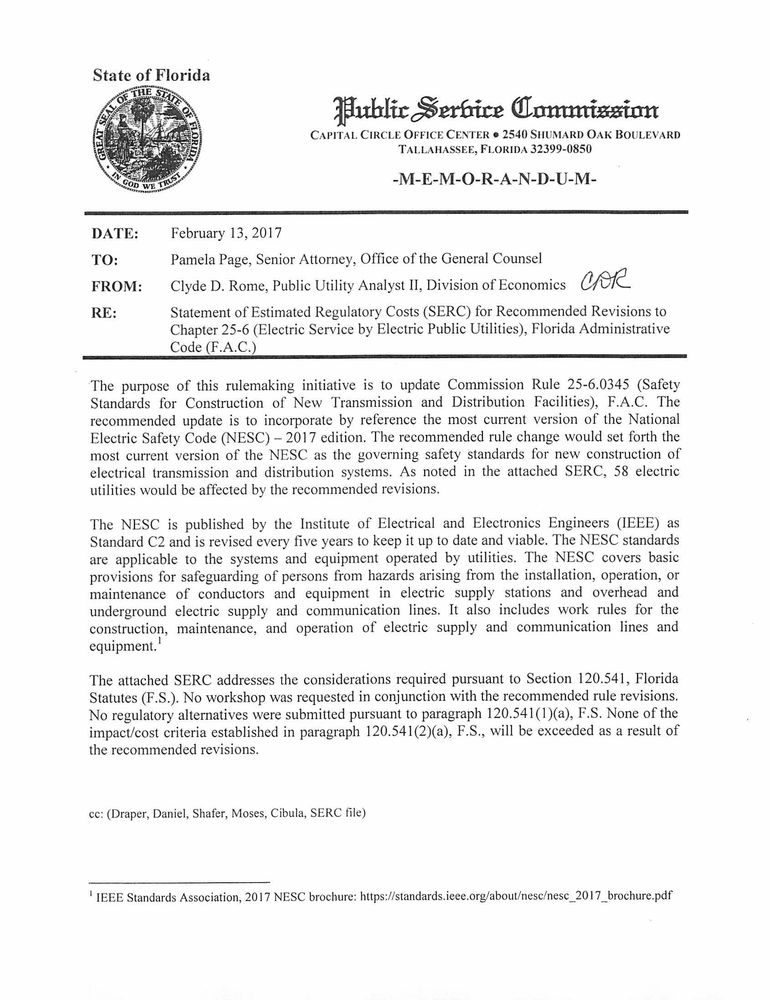 State of Florida
GREAT SEAL OF THE STATE OF FLORIDA
IN GOD WE TRUST
Public Service Commission
CAPITAL CIRCLE OFFICE CENTER ● 2540 SHUMARD OAK BOULEVARD
TALLAHASSEE, FLORIDA 32399-0850
-M-E-M-O-R-A-N-D-U-M-
DATE: February 13, 2017
TO: Pamela Page, Senior Attorney, Office of the General Counsel
FROM: Clyde D. Rome, Public Utility Analyst II, Division of Economics CDR
RE: Statement of Estimated Regulatory Costs (SERC) for Recommended Revisions to
Chapter 25-6 (Electric Service by Electric Public Utilities), Florida Administrative
Code (F.A.C.)
The purpose of this rulemaking initiative is to update Commission Rule 25-6.0345 (Safety
Standards for Construction of New Transmission and Distribution Facilities), F.A.C. The
recommended update is to incorporate by reference the most current version of the National
Electric Safety Code (NESC) – 2017 edition. The recommended rule change would set forth the
most current version of the NESC as the governing safety standards for new construction of
electrical transmission and distribution systems. As noted in the attached SERC, 58 electric
utilities would be affected by the recommended revisions.
The NESC is published by the Institute of Electrical and Electronics Engineers (IEEE) as
Standard C2 and is revised every five years to keep it up to date and viable. The NESC standards
are applicable to the systems and equipment operated by utilities. The NESC covers basic
provisions for safeguarding of persons from hazards arising from the installation, operation, or
maintenance of conductors and equipment in electric supply stations and overhead and
underground electric supply and communication lines. It also includes work rules for the
construction, maintenance, and operation of electric supply and communication lines and
equipment.¹
The attached SERC addresses the considerations required pursuant to Section 120.541, Florida
Statutes (F.S.). No workshop was requested in conjunction with the recommended rule revisions.
No regulatory alternatives were submitted pursuant to paragraph 120.541(1)(a), F.S. None of the
impact/cost criteria established in paragraph 120.541(2)(a), F.S., will be exceeded as a result of
the recommended revisions.
cc: (Draper, Daniel, Shafer, Moses, Cibula, SERC file)
¹ IEEE Standards Association, 2017 NESC brochure: https://standards.ieee.org/about/nesc/nesc_2017_brochure.pdf